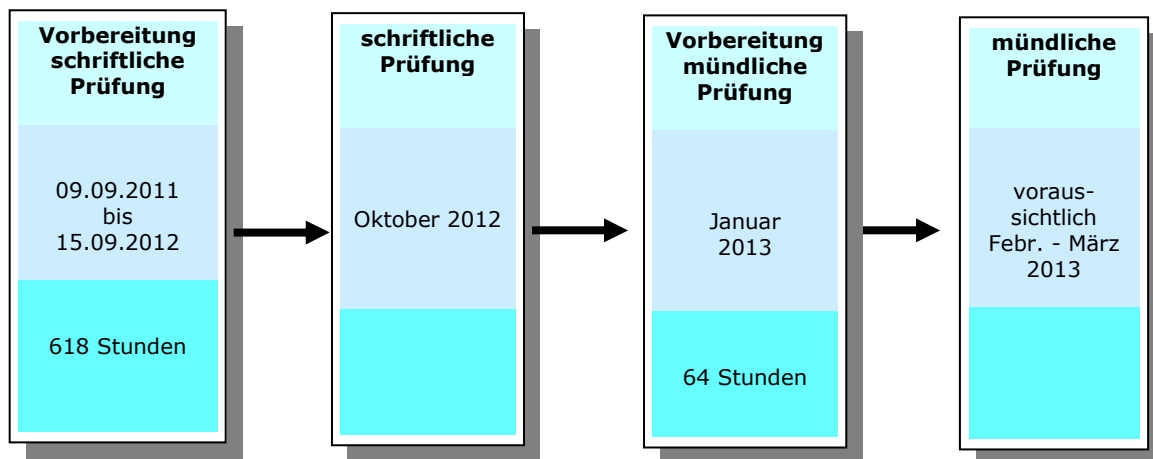 Vorbereitung
schriftliche
Prüfung
09.09.2011
bis
15.09.2012
618 Stunden
schriftliche
Prüfung
Oktober 2012
Vorbereitung
mündliche
Prüfung
Januar
2013
64 Stunden
mündliche
Prüfung
voraus-
sichtlich
Febr. - März
2013